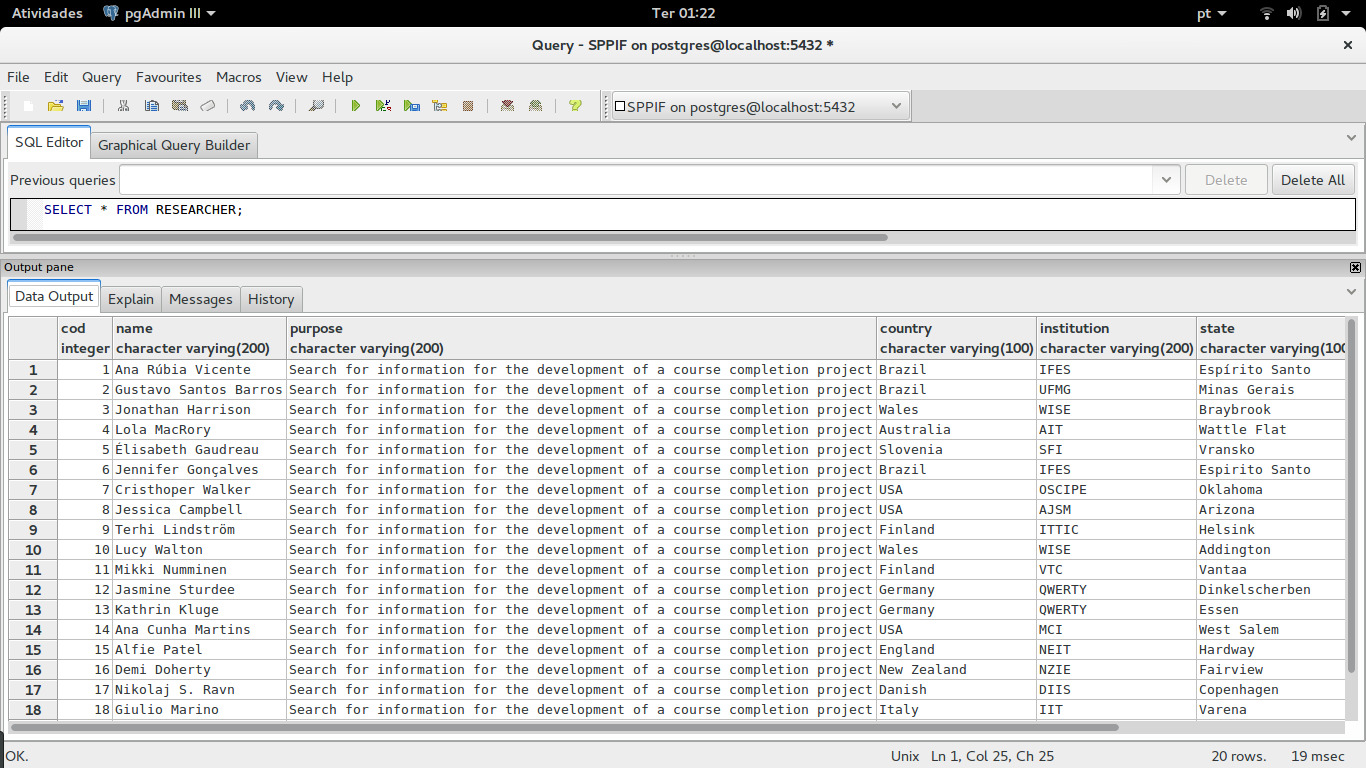 Atividades pgAdmin III Ter 01:22 pt
Query - SPPIF on postgres@localhost:5432 *
File Edit Query Favourites Macros View Help
SPPIF on postgres@localhost:5432
SQL Editor Graphical Query Builder
Previous queries Delete Delete All
SELECT * FROM RESEARCHER;
Output pane
Data Output Explain Messages History
cod name purpose country institution state
integer character varying(200) character varying(200) character varying(100) character varying(200) character varying(100
1 1 Ana Rúbia Vicente Search for information for the development of a course completion project Brazil IFES Espírito Santo
2 2 Gustavo Santos Barros Search for information for the development of a course completion project Brazil UFMG Minas Gerais
3 3 Jonathan Harrison Search for information for the development of a course completion project Wales WISE Braybrook
4 4 Lola MacRory Search for information for the development of a course completion project Australia AIT Wattle Flat
5 5 Élisabeth Gaudreau Search for information for the development of a course completion project Slovenia SFI Vransko
6 6 Jennifer Gonçalves Search for information for the development of a course completion project Brazil IFES Espirito Santo
7 7 Cristhoper Walker Search for information for the development of a course completion project USA OSCIPE Oklahoma
8 8 Jessica Campbell Search for information for the development of a course completion project USA AJSM Arizona
9 9 Terhi Lindström Search for information for the development of a course completion project Finland ITTIC Helsink
10 10 Lucy Walton Search for information for the development of a course completion project Wales WISE Addington
11 11 Mikki Numminen Search for information for the development of a course completion project Finland VTC Vantaa
12 12 Jasmine Sturdee Search for information for the development of a course completion project Germany QWERTY Dinkelscherben
13 13 Kathrin Kluge Search for information for the development of a course completion project Germany QWERTY Essen
14 14 Ana Cunha Martins Search for information for the development of a course completion project USA MCI West Salem
15 15 Alfie Patel Search for information for the development of a course completion project England NEIT Hardway
16 16 Demi Doherty Search for information for the development of a course completion project New Zealand NZIE Fairview
17 17 Nikolaj S. Ravn Search for information for the development of a course completion project Danish DIIS Copenhagen
18 18 Giulio Marino Search for information for the development of a course completion project Italy IIT Varena
OK. Unix Ln 1, Col 25, Ch 25 20 rows. 19 msec